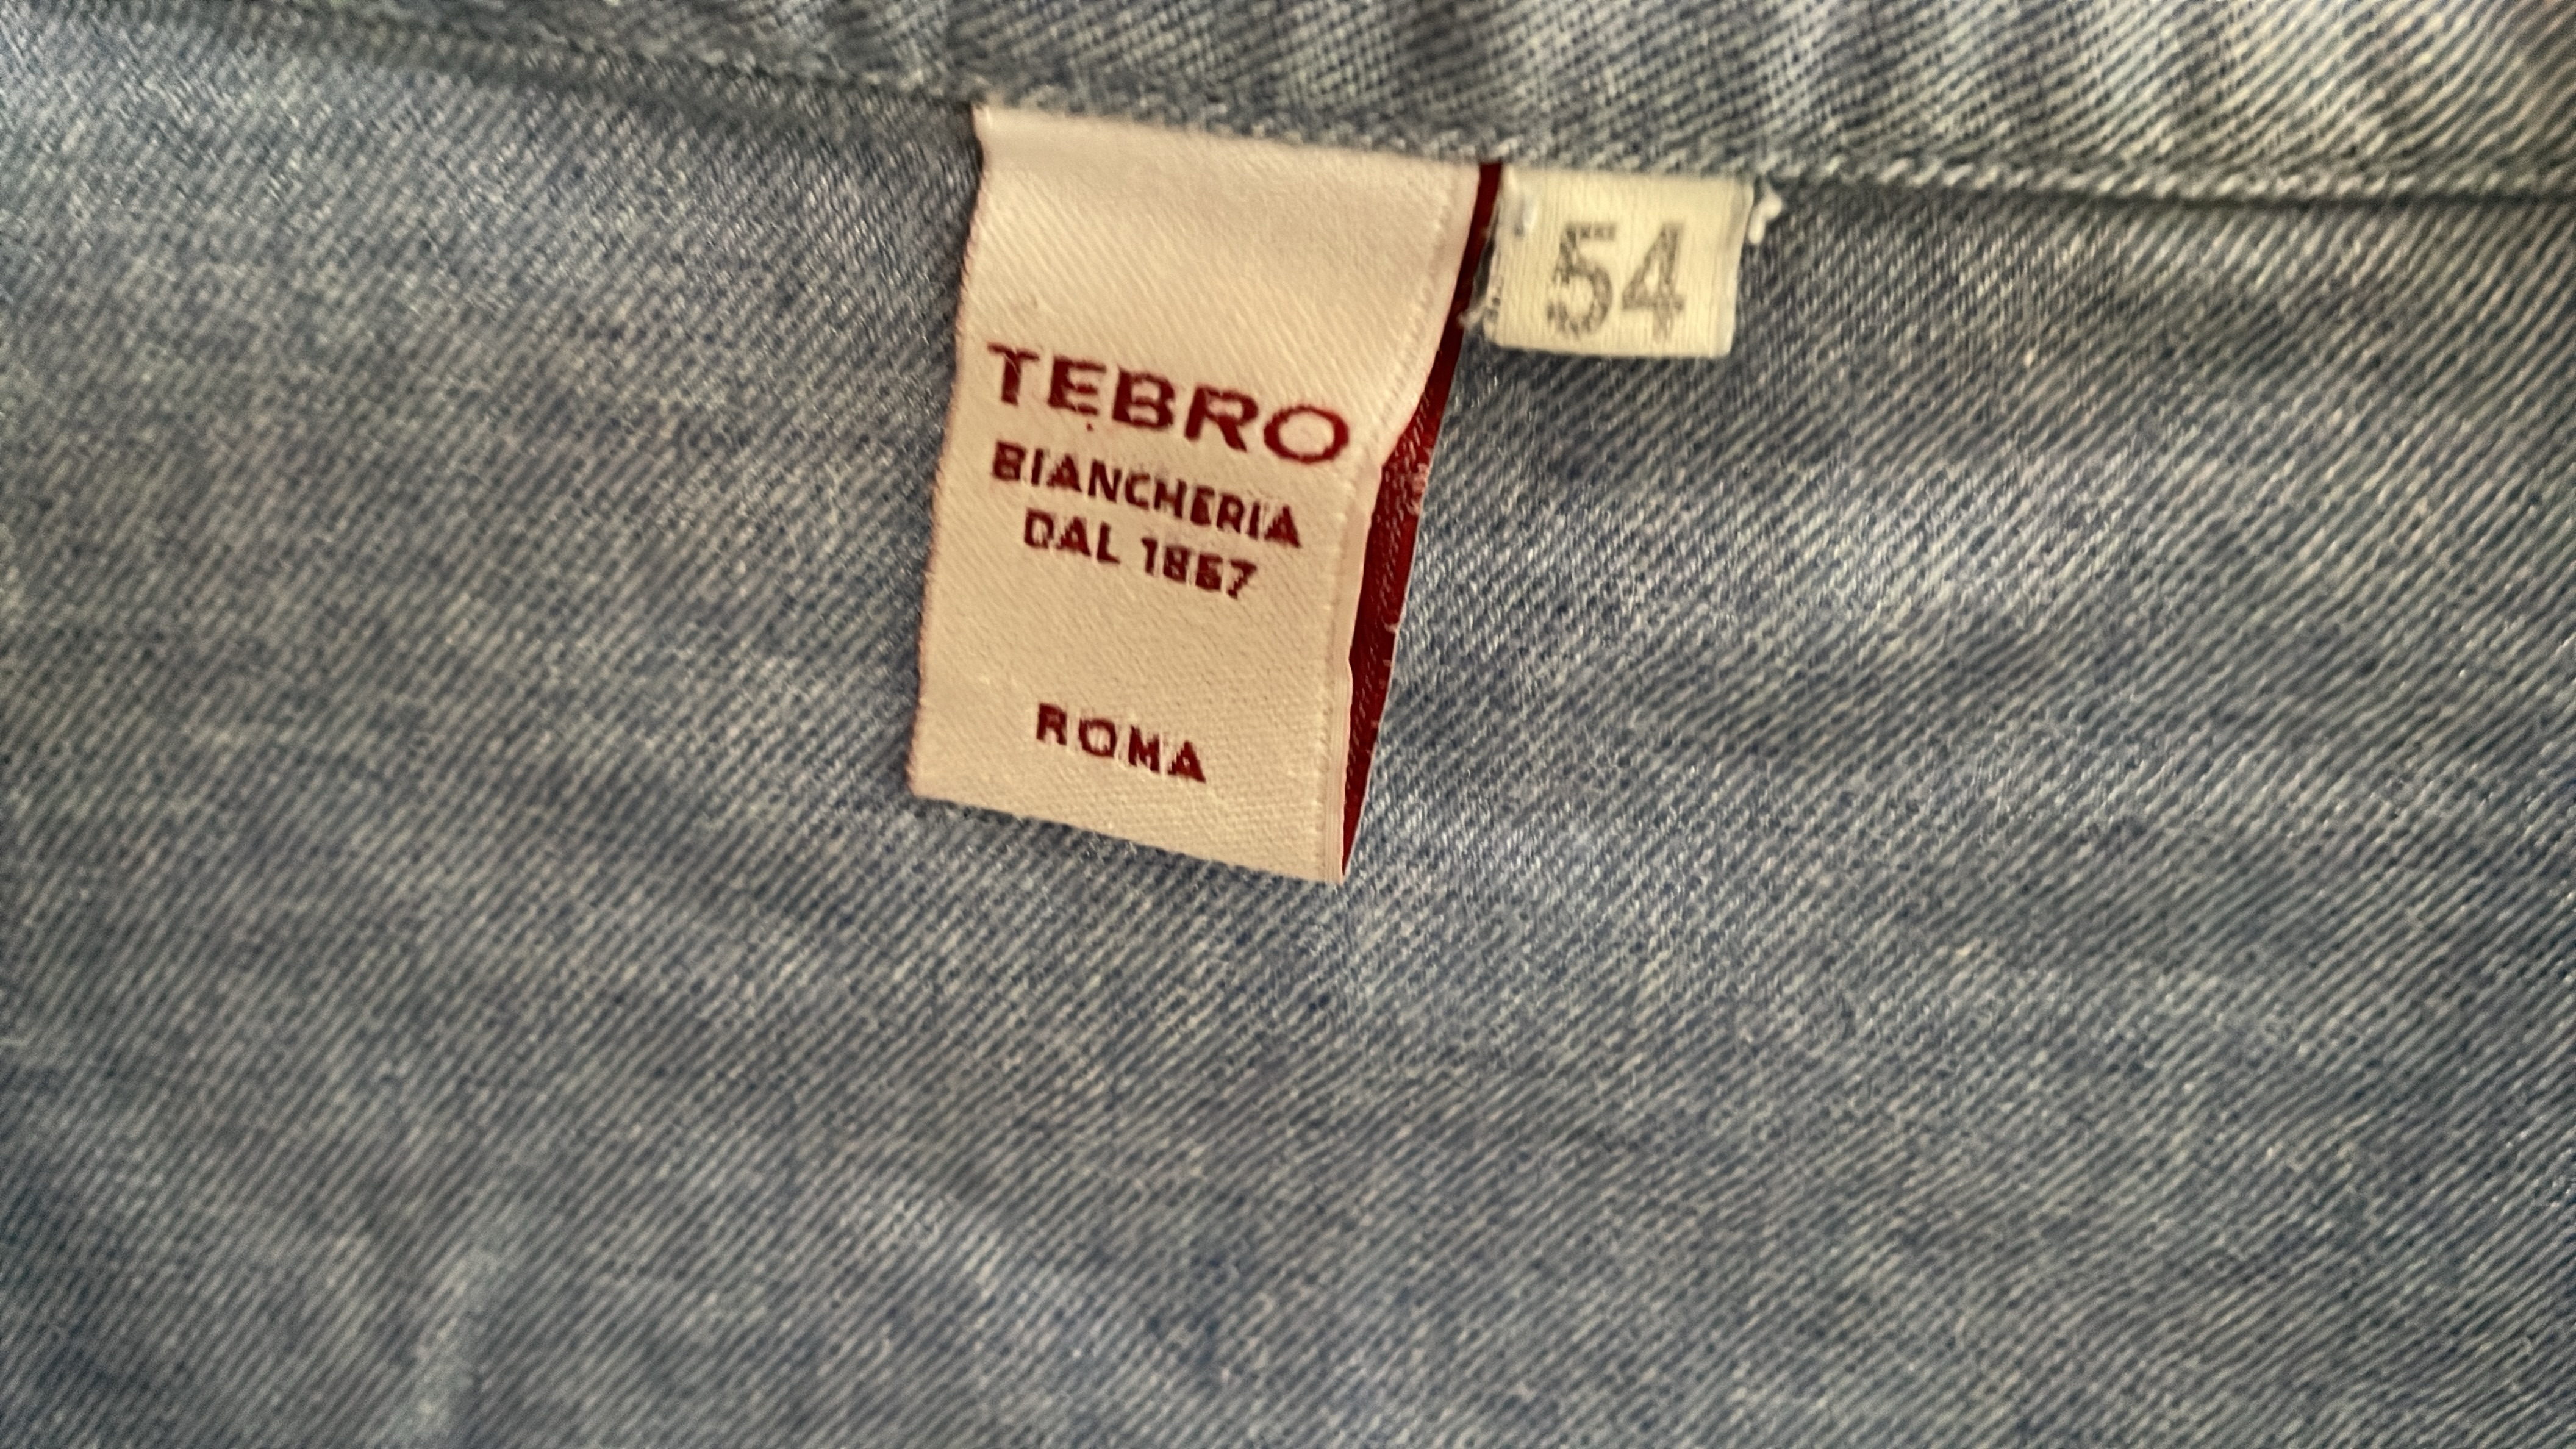 TEBRO
BIANCHERIA
DAL 1867
ROMA
54